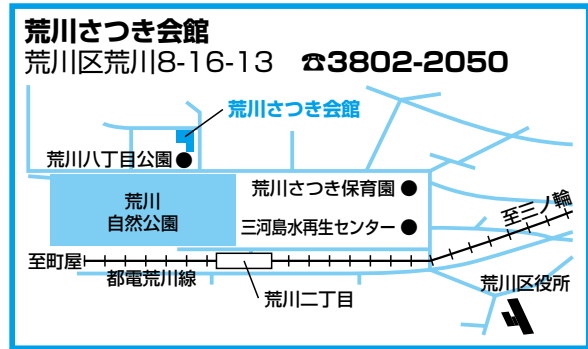 荒川さつき会館
荒川区荒川8-16-13 ☎3802-2050
荒川さつき会館
荒川八丁目公園
荒川さつき保育園
荒川
自然公園
三河島水再生センター
至三ノ輪
至町屋
都電荒川線
荒川二丁目
荒川区役所